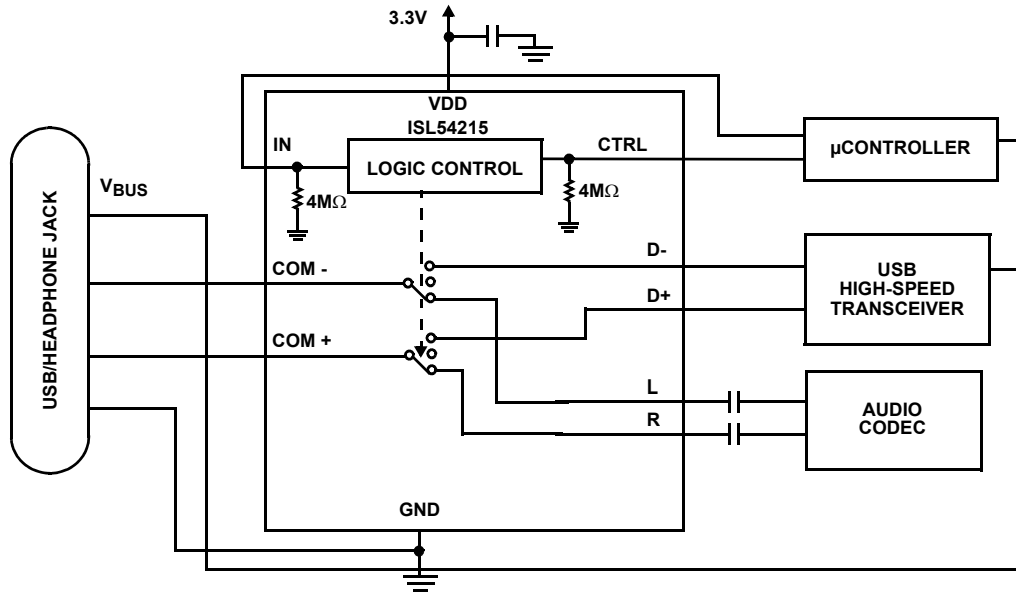 3.3V
VDD
ISL54215
IN
LOGIC CONTROL
CTRL
4MΩ
4MΩ
µCONTROLLER
USB/HEADPHONE JACK
VBUS
COM -
COM +
D-
D+
USB
HIGH-SPEED
TRANSCEIVER
L
R
AUDIO
CODEC
GND